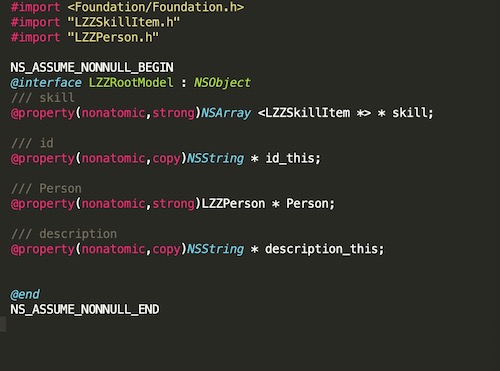 #import <Foundation/Foundation.h>
#import "LZZSkillItem.h"
#import "LZZPerson.h"
NS_ASSUME_NONNULL_BEGIN
@interface LZZRootModel : NSObject
/// skill
@property(nonatomic,strong)NSArray <LZZSkillItem *> * skill;
/// id
@property(nonatomic,copy)NSString * id_this;
/// Person
@property(nonatomic,strong)LZZPerson * Person;
/// description
@property(nonatomic,copy)NSString * description_this;
@end
NS_ASSUME_NONNULL_END